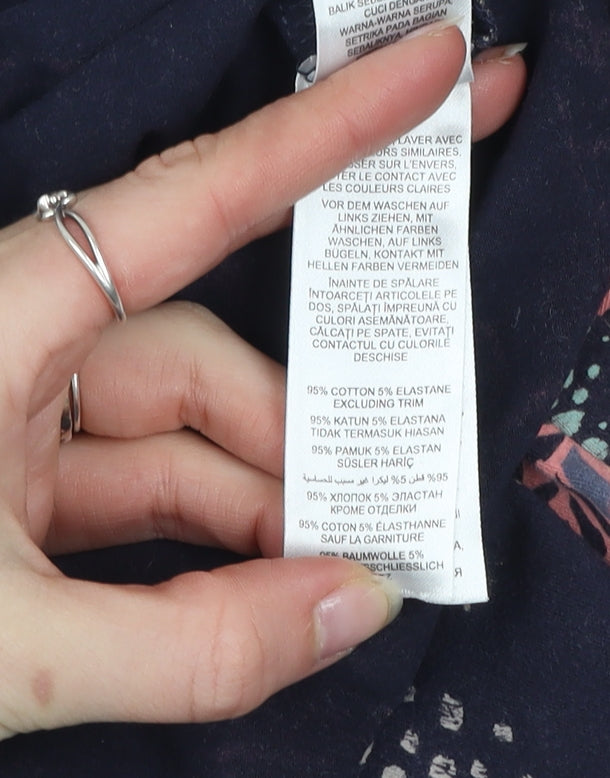 BALIK
CUCI DENGAN
WARNA-WARNA SERUPA
SETRIKA PADA BAGIAN
LAVER AVEC
SIMILAIRES.
SUR L'ENVERS,
LE CONTACT AVEC
LES COULEURS CLAIRES
VOR DEM WASCHEN AUF
LINKS ZIEHEN, MIT
ÄHNLICHEN FARBEN
WASCHEN, AUF LINKS
BÜGELN, KONTAKT MIT
HELLEN FARBEN VERMEIDEN
ÎNAINTE DE SPĂLARE
ÎNTOARCEŢI ARTICOLELE PE
DOS, SPĂLAŢI ÎMPREUNĂ CU
CULORI ASEMĂNĂTOARE,
CĂLCAŢI PE SPATE, EVITAŢI
CONTACTUL CU CULORILE
DESCHISE
95% COTTON 5% ELASTANE
EXCLUDING TRIM
95% KATUN 5% ELASTANA
TIDAK TERMASUK HIASAN
95% PAMUK 5% ELASTAN
SÜSLER HARİÇ
95% قطن 5% ليكرا غير مسبب للحساسية
95% ХЛОПОК 5% ЭЛАСТАН
КРОМЕ ОТДЕЛКИ
95% COTON 5% ÉLASTHANNE
SAUF LA GARNITURE
95% BAUMWOLLE 5%